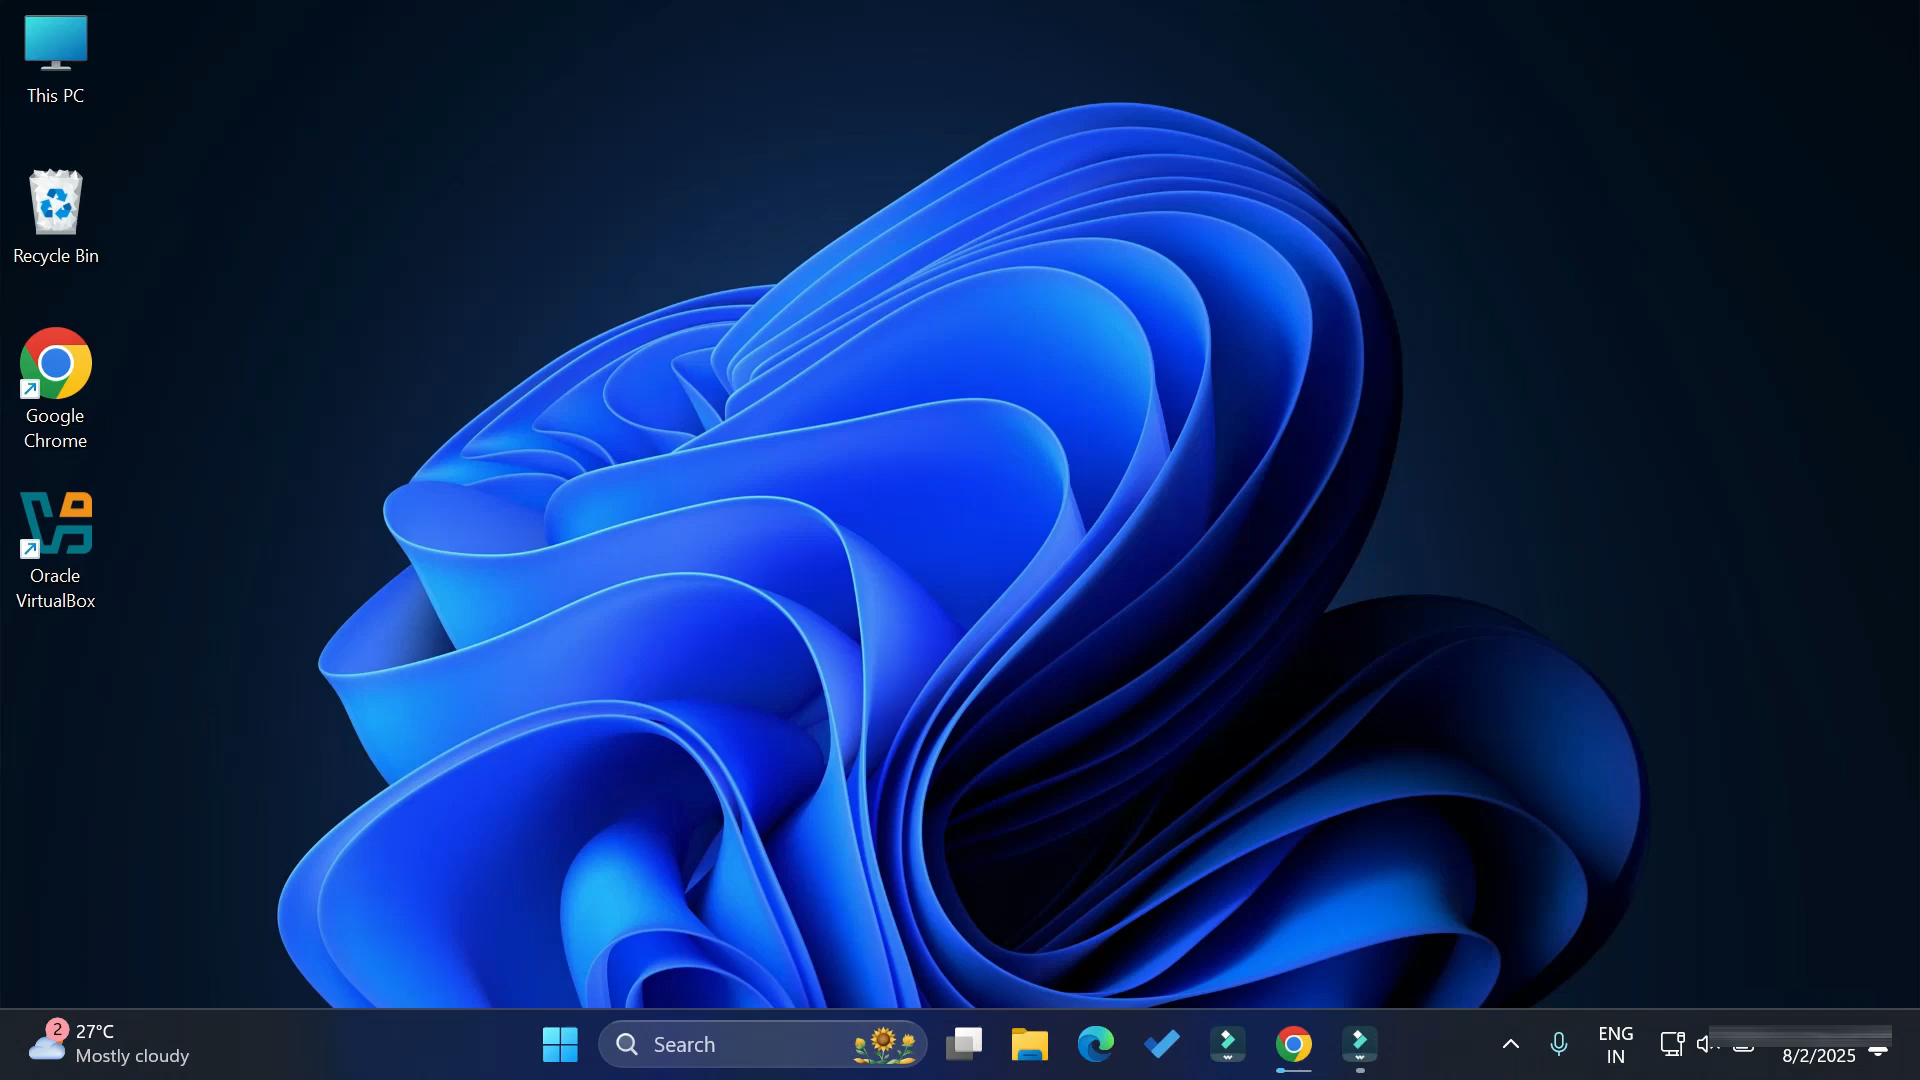 This PC
Recycle Bin
Google
Chrome
Oracle
VirtualBox
2
27°C
Mostly cloudy
Search
ENG
IN
8/2/2025